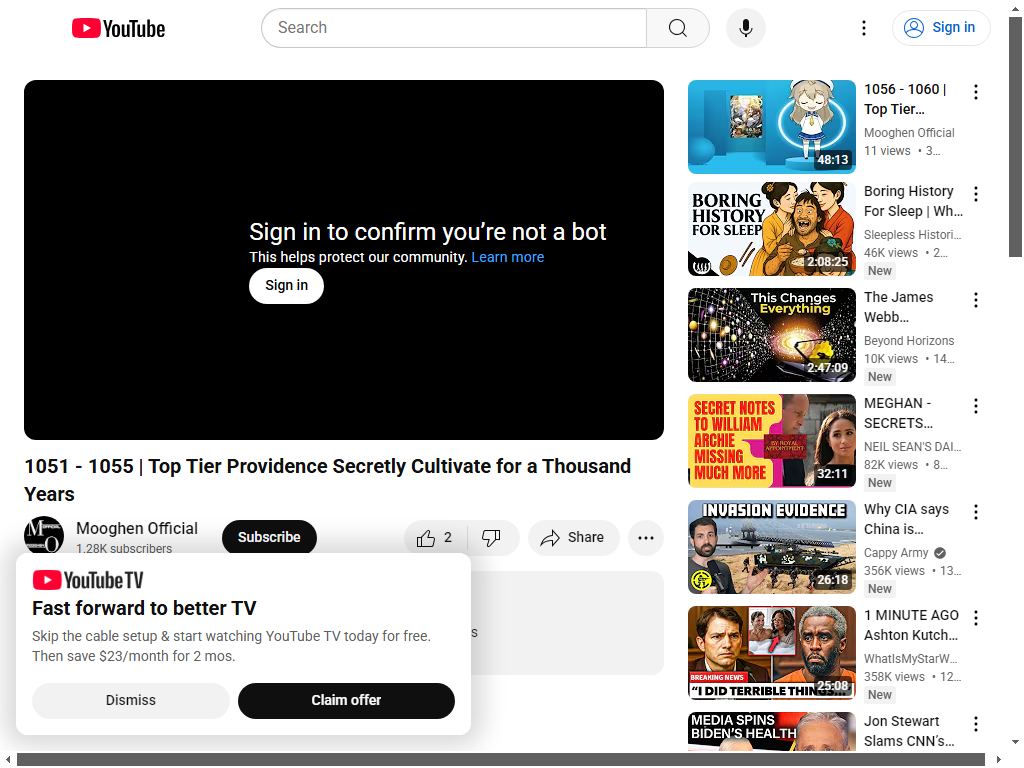 YouTube
Search
Sign in
Sign in to confirm you’re not a bot
This helps protect our community. Learn more
Sign in
1051 - 1055 | Top Tier Providence Secretly Cultivate for a Thousand
Years
Mooghen Official
1.28K subscribers
Subscribe
2
Share
s
YouTube TV
Fast forward to better TV
Skip the cable setup & start watching YouTube TV today for free.
Then save $23/month for 2 mos.
Dismiss
Claim offer
48:13
1056 - 1060 |
Top Tier…
Mooghen Official
11 views • 3…
BORING
HISTORY
FOR SLEEP
2:08:25
Boring History
For Sleep | Wh…
Sleepless Histori…
46K views • 2…
New
This Changes
Everything
2:47:09
The James
Webb…
Beyond Horizons
10K views • 14…
New
SECRET NOTES
TO WILLIAM
ARCHIE
MISSING
MUCH MORE
BY ROYAL
APPOINTMENT
32:11
MEGHAN -
SECRETS…
NEIL SEAN'S DAI…
82K views • 8…
New
INVASION EVIDENCE
26:18
Why CIA says
China is…
Cappy Army
356K views • 13…
New
BREAKING NEWS
"I DID TERRIBLE THINGS…
25:08
1 MINUTE AGO
Ashton Kutch…
WhatIsMyStarW…
358K views • 12…
New
MEDIA SPINS
BIDEN'S HEALTH
Jon Stewart
Slams CNN's…